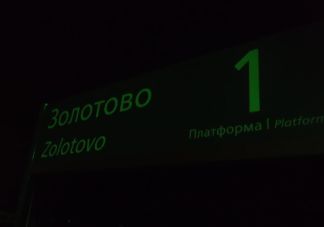 Золотово
Zolotovo
1
Платформа | Platform